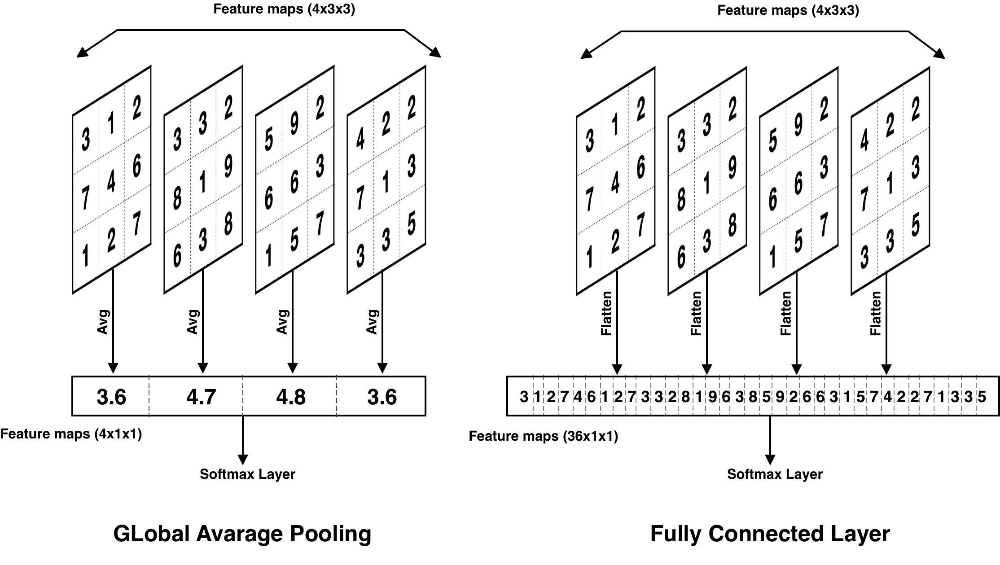 Feature maps (4x3x3)
3 1 2
7 4 6
1 2 7
3 3 2
8 1 9
6 3 8
5 9 2
6 6 3
1 5 7
4 2 2
7 1 3
3 3 5
Avg
Avg
Avg
Avg
3.6 4.7 4.8 3.6
Feature maps (4x1x1)
Softmax Layer
GLobal Avarage Pooling
Feature maps (4x3x3)
3 1 2
7 4 6
1 2 7
3 3 2
8 1 9
6 3 8
5 9 2
6 6 3
1 5 7
4 2 2
7 1 3
3 3 5
Flatten
Flatten
Flatten
Flatten
3 1 2 7 4 6 1 2 7 3 3 2 8 1 9 6 3 8 5 9 2 6 6 3 1 5 7 4 2 2 7 1 3 3 5
Feature maps (36x1x1)
Softmax Layer
Fully Connected Layer